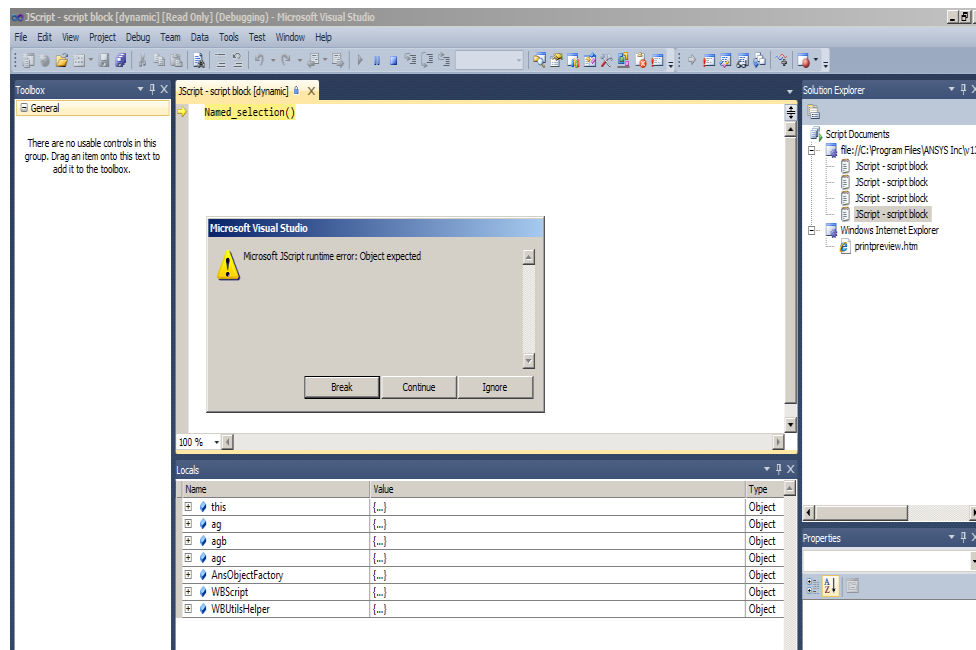 JScript - script block [dynamic] [Read Only] (Debugging) - Microsoft Visual Studio
File Edit View Project Debug Team Data Tools Test Window Help
Toolbox
General
There are no usable controls in this
group. Drag an item onto this text to
add it to the toolbox.
JScript - script block [dynamic]
Named_selection()
Microsoft Visual Studio
Microsoft JScript runtime error: Object expected
Break Continue Ignore
100 %
Locals
Name Value Type
this {...} Object
ag {...} Object
agb {...} Object
agc {...} Object
AnsObjectFactory {...} Object
WBScript {...} Object
WBUtilsHelper {...} Object
Solution Explorer
Script Documents
file://C:\Program Files\ANSYS Inc\v1
JScript - script block
JScript - script block
JScript - script block
JScript - script block
Windows Internet Explorer
printpreview.htm
Properties